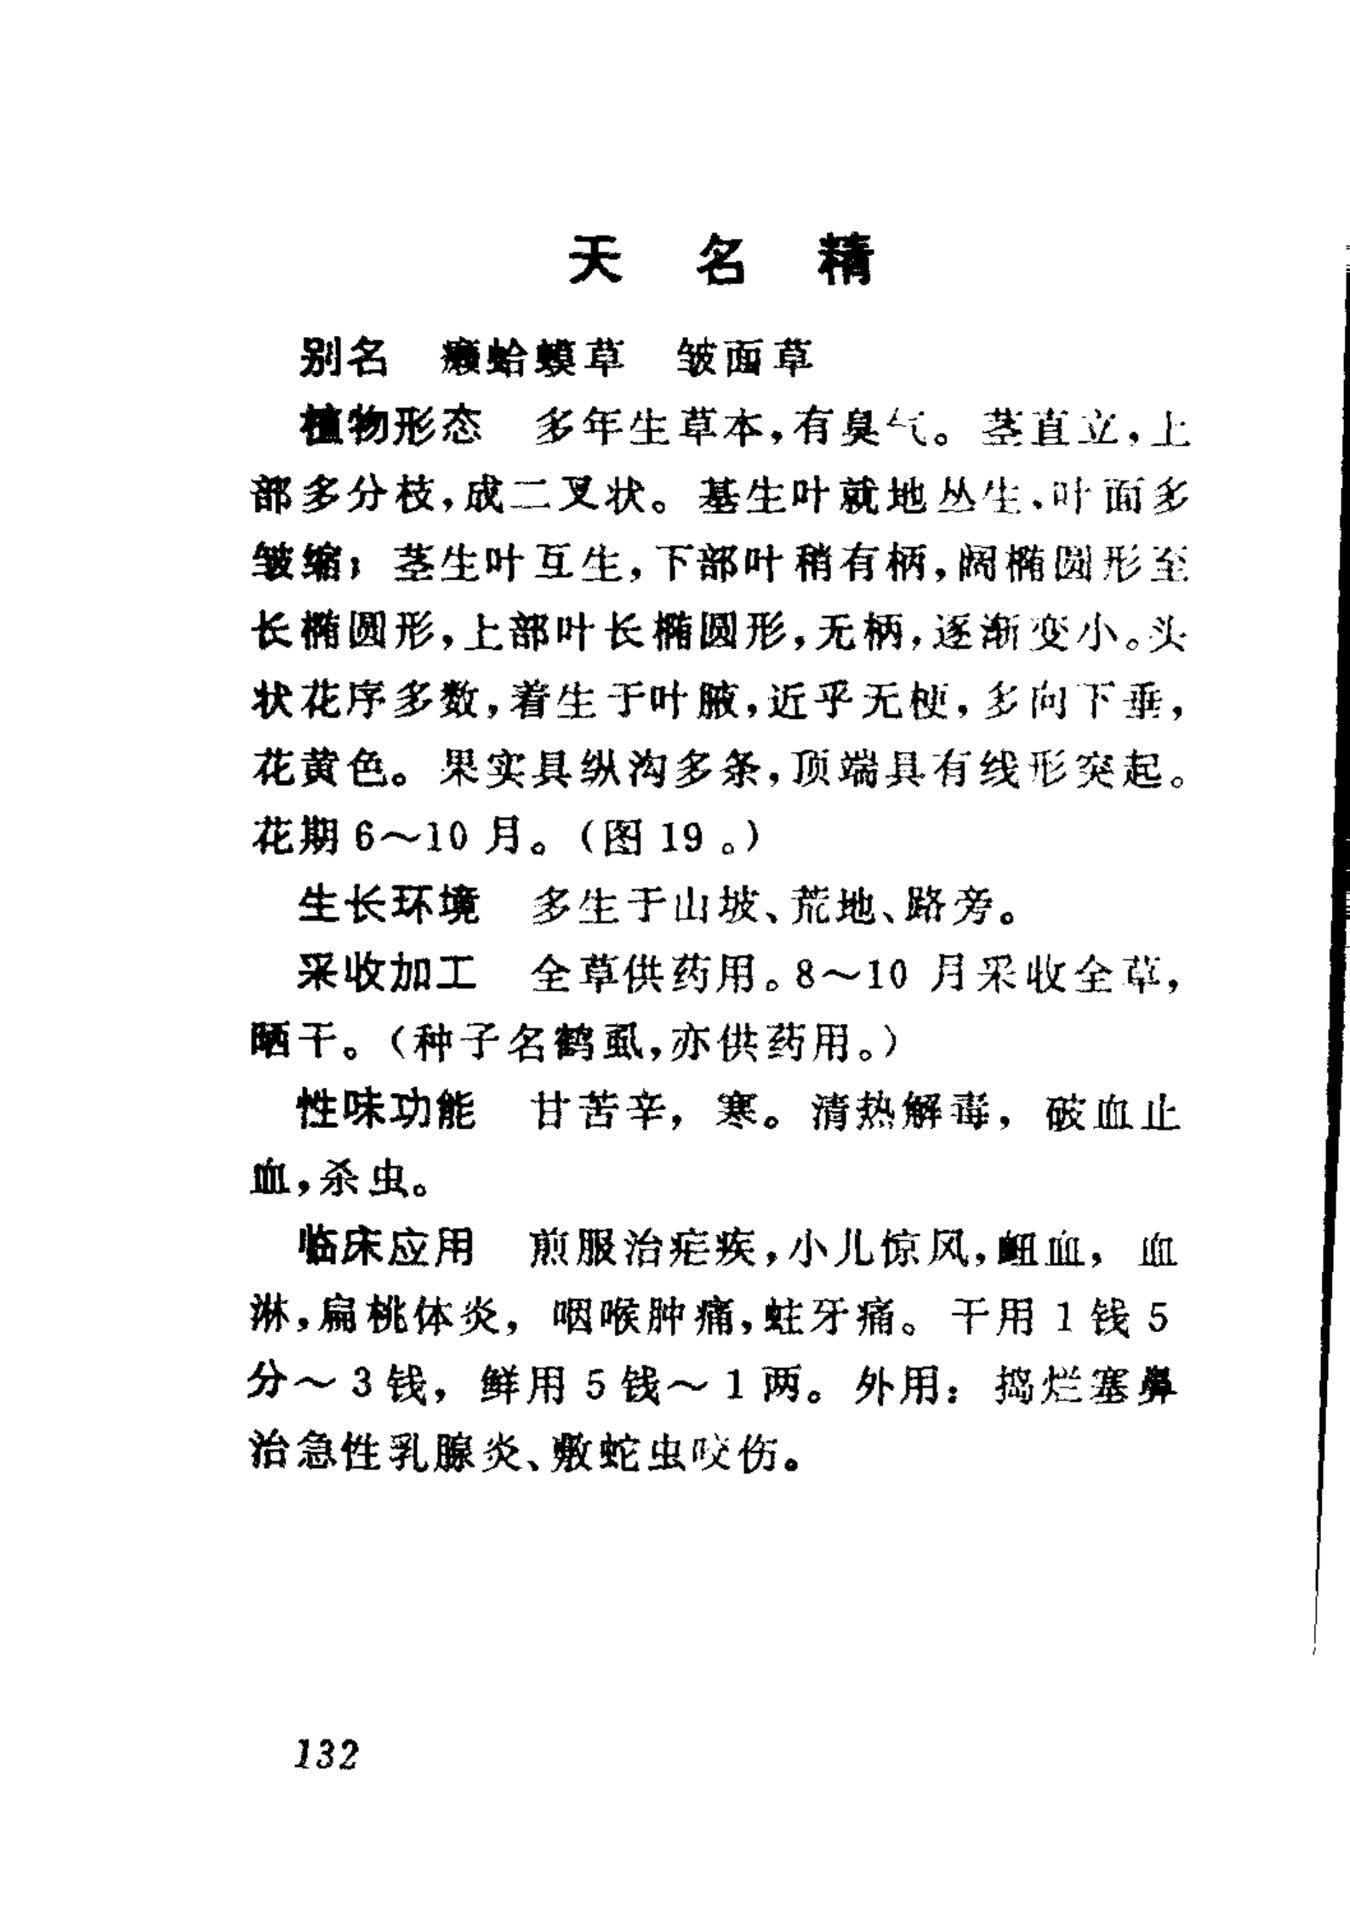 天名精
别名 癞蛤蟆草 皱面草
植物形态 多年生草本，有臭气。茎直立，上
部多分枝，成二叉状。基生叶就地丛生，叶面多
皱缩；茎生叶互生，下部叶稍有柄，阔椭圆形至
长椭圆形，上部叶长椭圆形，无柄，逐渐变小。头
状花序多数，着生于叶腋，近乎无梗，多向下垂，
花黄色。果实具纵沟多条，顶端具有线形突起。
花期6～10月。（图19。）
生长环境 多生于山坡、荒地、路旁。
采收加工 全草供药用。8～10月采收全草，
晒干。（种子名鹤虱，亦供药用。）
性味功能 甘苦辛，寒。清热解毒，破血止
血，杀虫。
临床应用 煎服治疟疾，小儿惊风，衄血，血
淋，扁桃体炎，咽喉肿痛，蛀牙痛。干用1钱5
分～3钱，鲜用5钱～1两。外用：捣烂塞鼻
治急性乳腺炎、敷蛇虫咬伤。
132